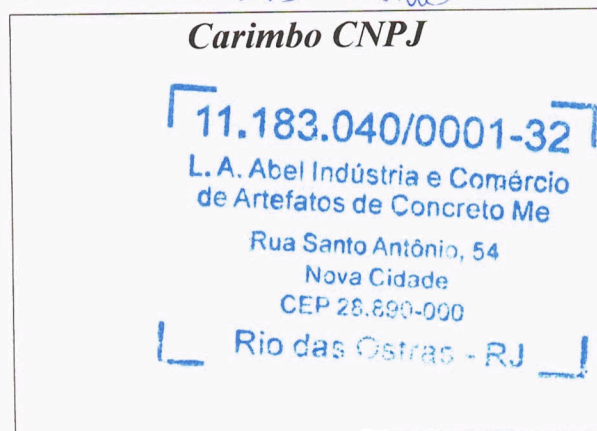 Carimbo CNPJ
11.183.040/0001-32
L. A. Abel Indústria e Comércio
de Artefatos de Concreto Me
Rua Santo Antônio, 54
Nova Cidade
CEP 28.890-000
Rio das Ostras - RJ